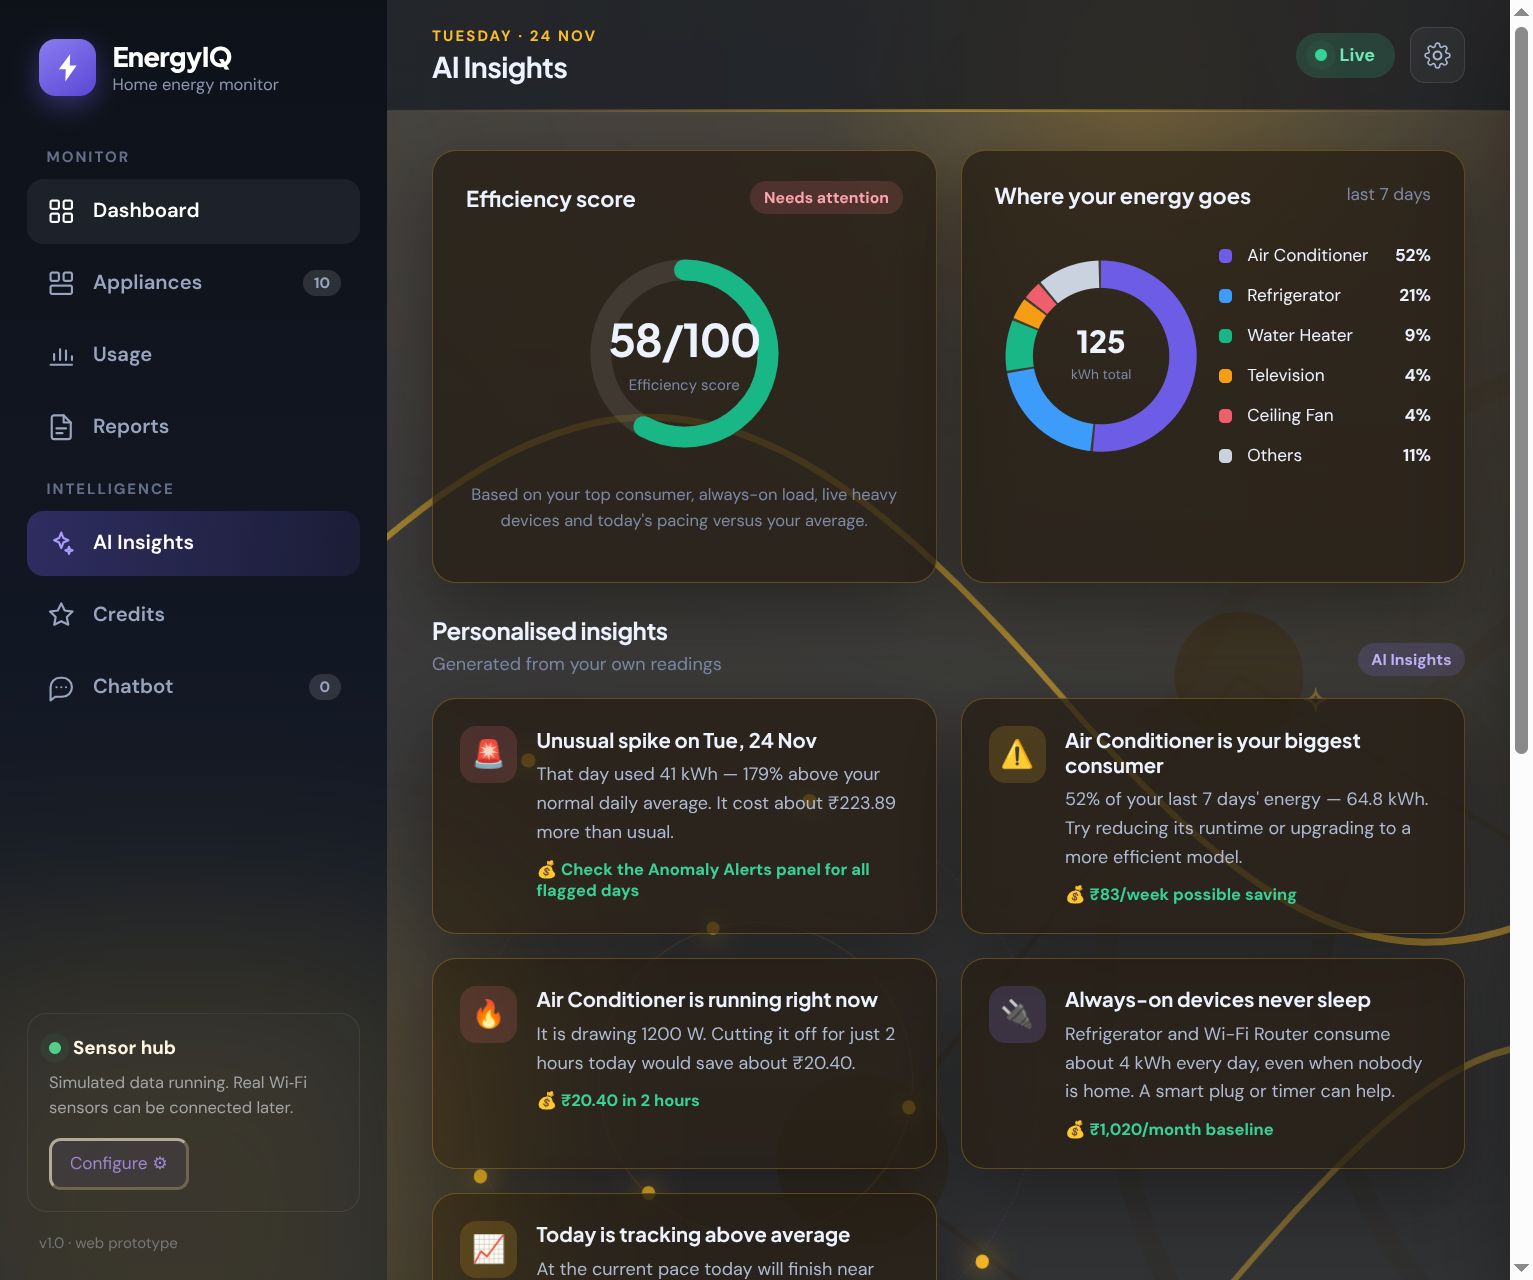 EnergyIQ
Home energy monitor
MONITOR
Dashboard
Appliances
10
Usage
Reports
INTELLIGENCE
AI Insights
Credits
Chatbot
0
Sensor hub
Simulated data running. Real Wi-Fi
sensors can be connected later.
Configure ⚙
v1.0 · web prototype
TUESDAY · 24 NOV
AI Insights
Live
Efficiency score
Needs attention
58/100
Efficiency score
Based on your top consumer, always-on load, live heavy
devices and today's pacing versus your average.
Where your energy goes
last 7 days
125
kWh total
Air Conditioner 52%
Refrigerator 21%
Water Heater 9%
Television 4%
Ceiling Fan 4%
Others 11%
Personalised insights
Generated from your own readings
AI Insights
Unusual spike on Tue, 24 Nov
That day used 41 kWh — 179% above your
normal daily average. It cost about ₹223.89
more than usual.
💰 Check the Anomaly Alerts panel for all
flagged days
Air Conditioner is your biggest
consumer
52% of your last 7 days' energy — 64.8 kWh.
Try reducing its runtime or upgrading to a
more efficient model.
💰 ₹83/week possible saving
Air Conditioner is running right now
It is drawing 1200 W. Cutting it off for just 2
hours today would save about ₹20.40.
💰 ₹20.40 in 2 hours
Always-on devices never sleep
Refrigerator and Wi-Fi Router consume
about 4 kWh every day, even when nobody
is home. A smart plug or timer can help.
💰 ₹1,020/month baseline
Today is tracking above average
At the current pace today will finish near